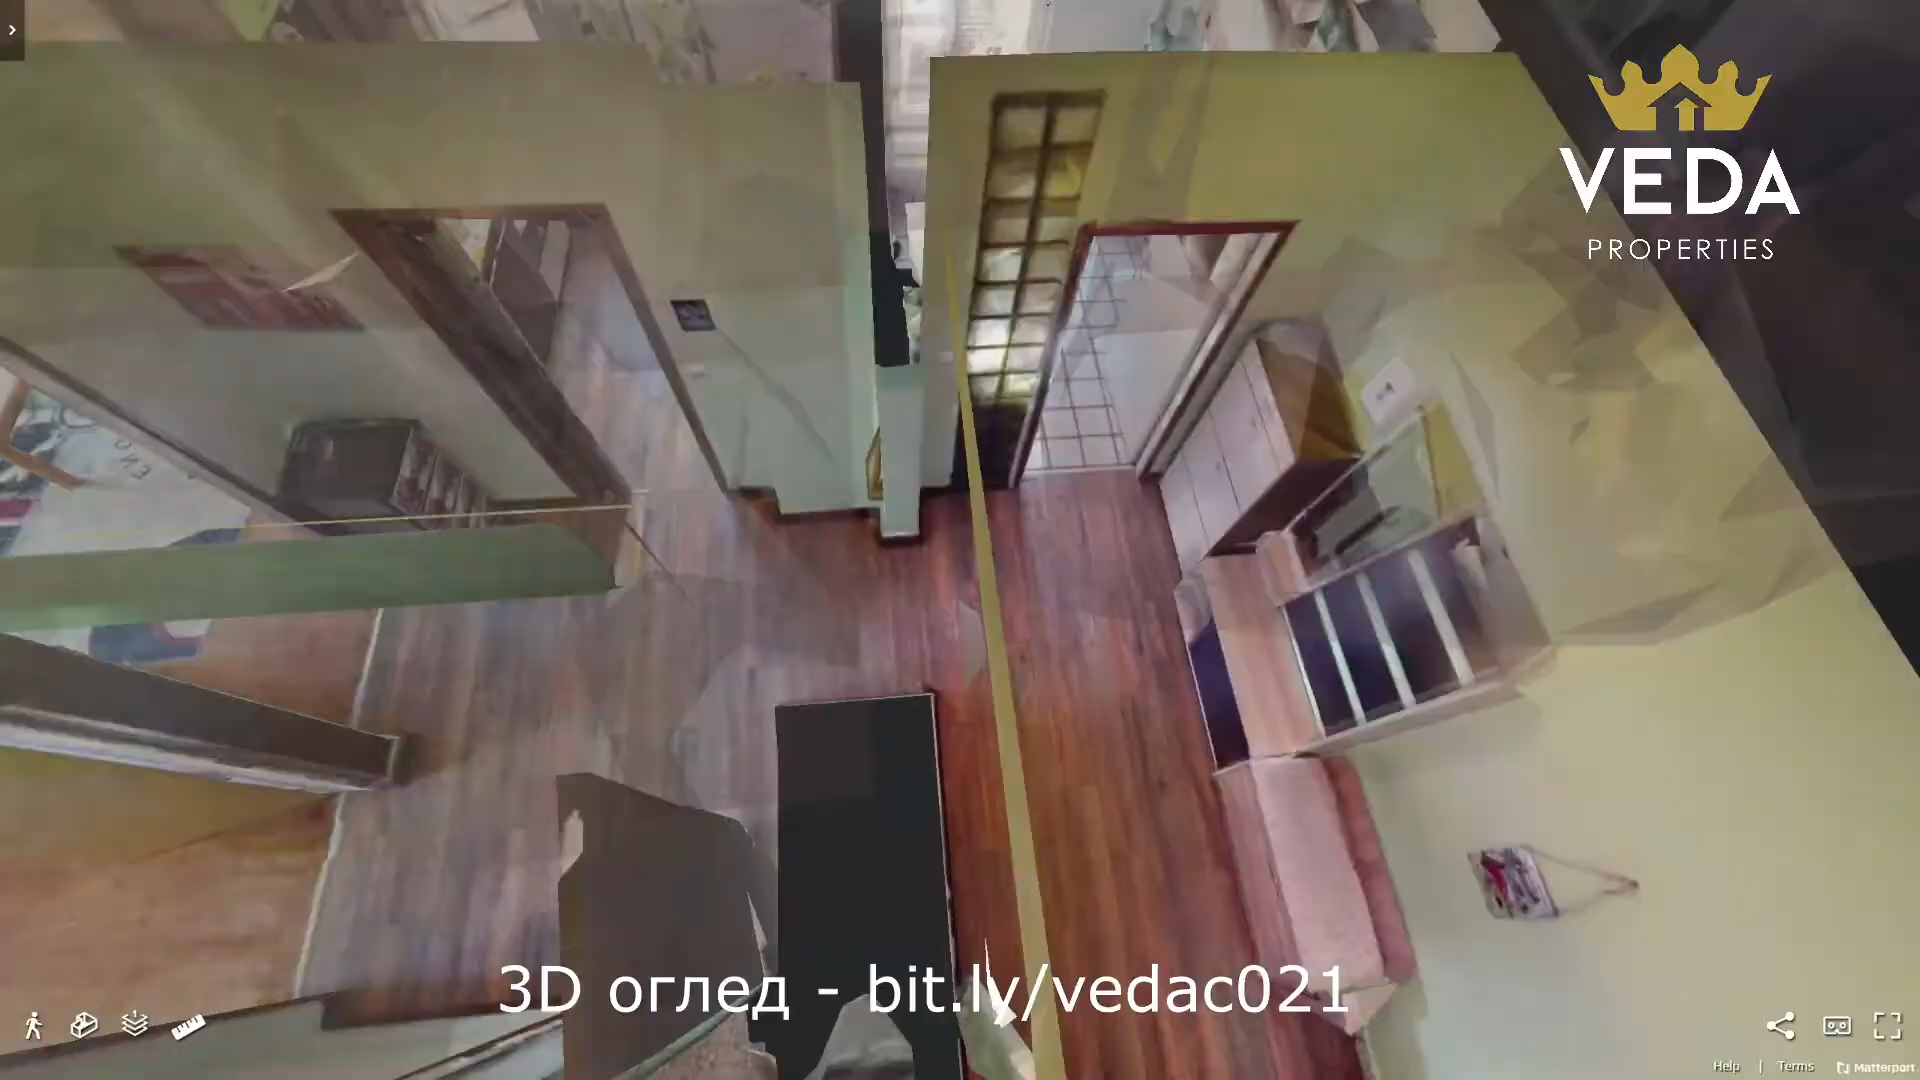 VEDA
PROPERTIES
3D оглед - bit.ly/vedac021
Help | Terms Matterport